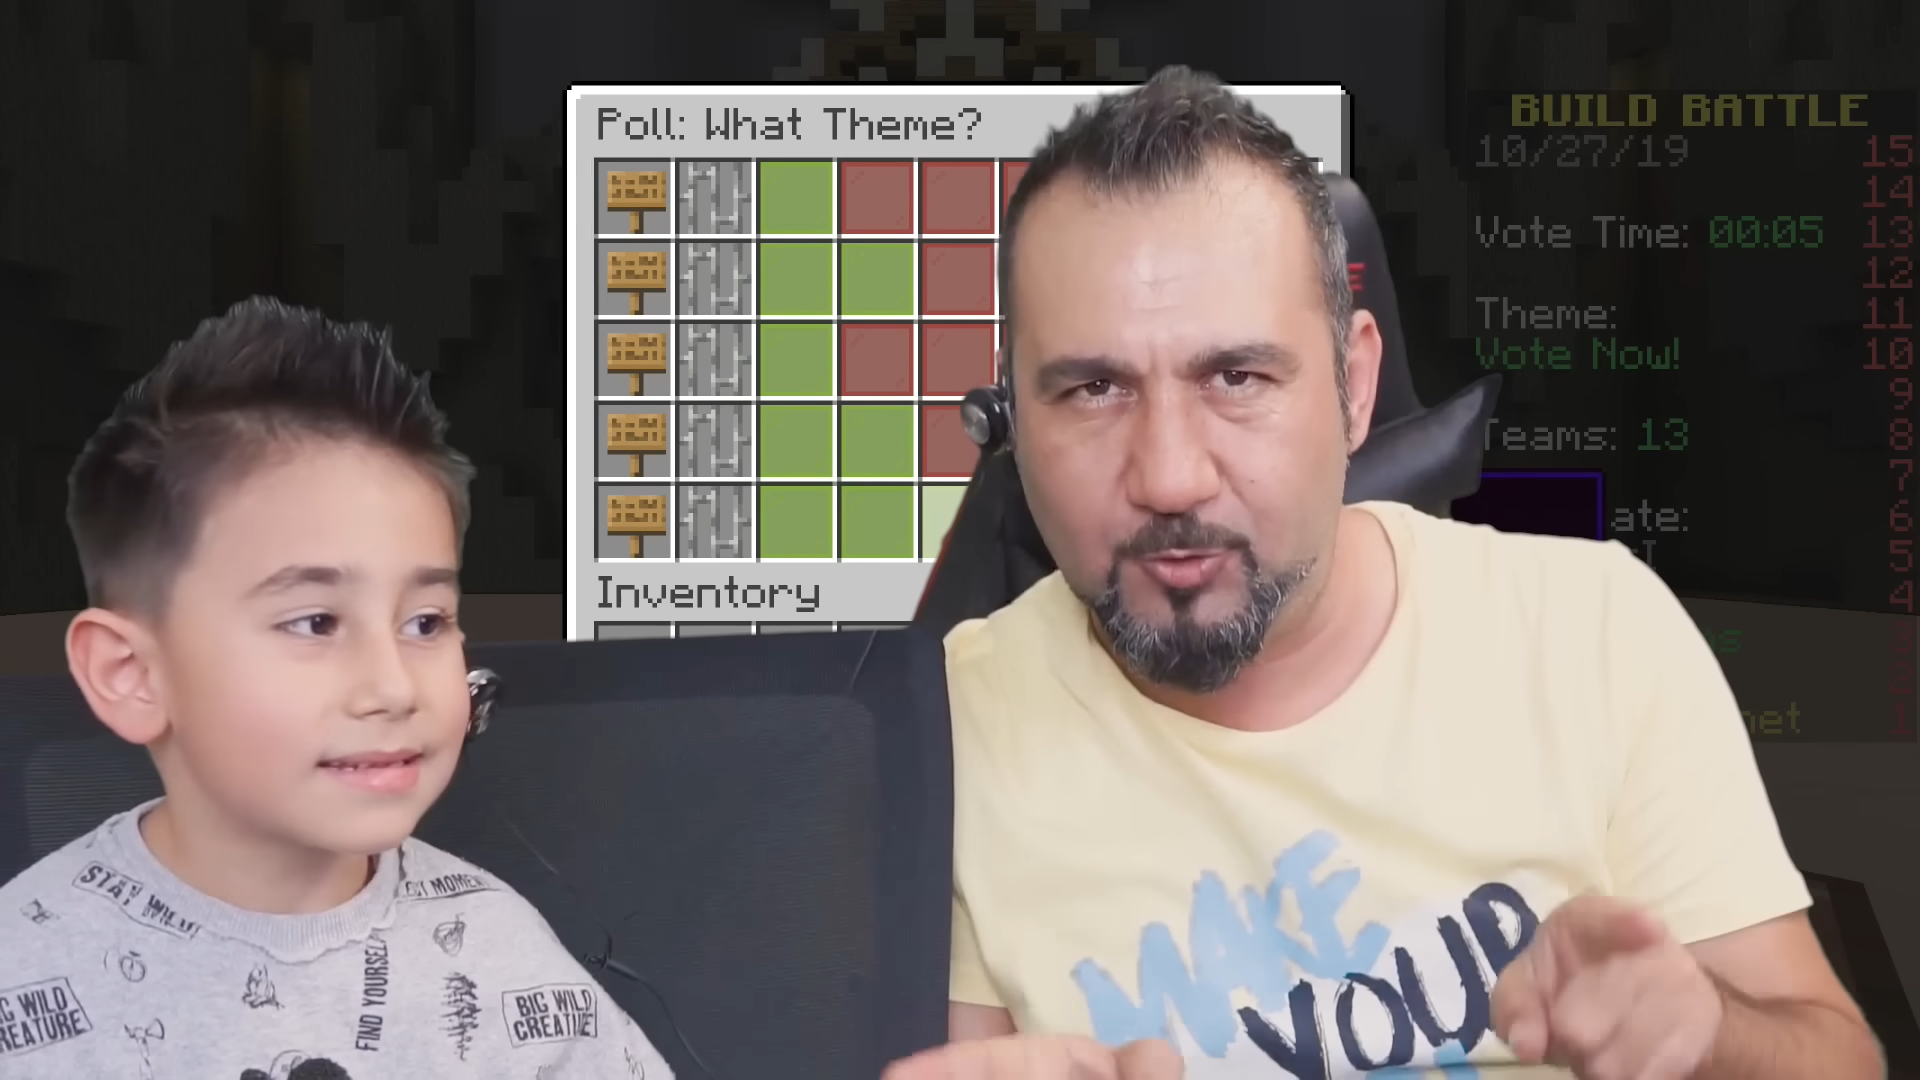 Poll: What Theme?
Inventory
BUILD BATTLE
10/27/19
15
14
Vote Time: 00:05
13
12
Theme:
11
Vote Now!
10
9
8
Teams: 13
7
ate:
6
5
4
net
STAY WILD
BIG WILD
CREATURE
FIND YOURSELF
MAKE
YOUR